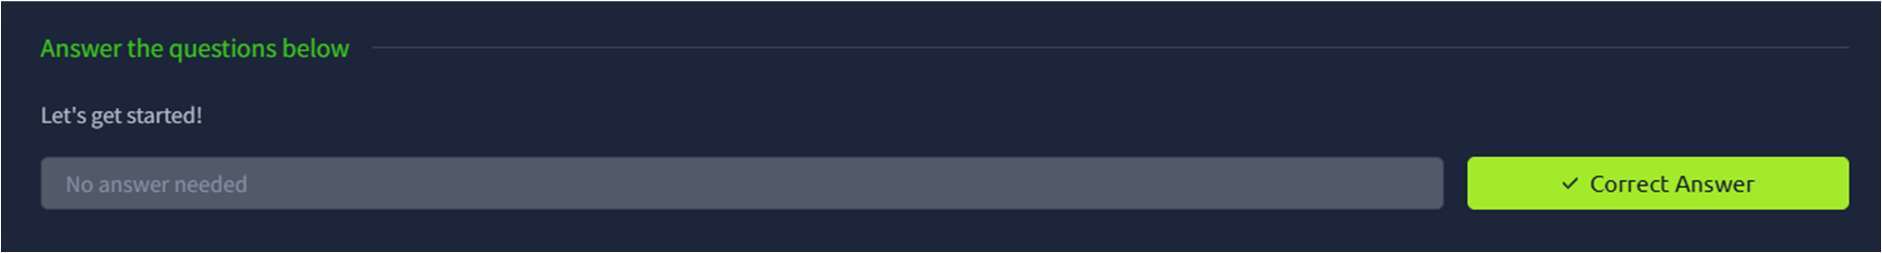 Answer the questions below
Let's get started!
No answer needed
✓ Correct Answer